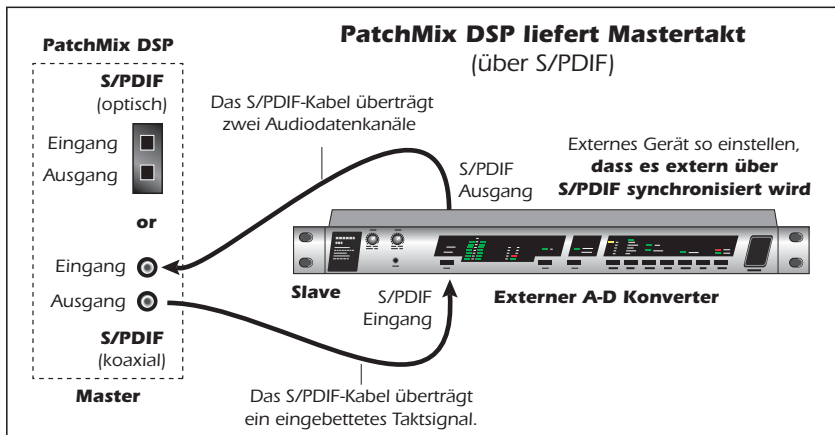 PatchMix DSP liefert Mastertakt
(über S/PDIF)
PatchMix DSP
S/PDIF
(optisch)
Eingang
Ausgang
or
Eingang
Ausgang
S/PDIF
(koaxial)
Master
Das S/PDIF-Kabel überträgt
zwei Audiodatenkanäle
S/PDIF
Ausgang
Externes Gerät so einstellen,
dass es extern über
S/PDIF synchronisiert wird
Slave
S/PDIF
Eingang
Externer A-D Konverter
Das S/PDIF-Kabel überträgt
ein eingebettetes Taktsignal.